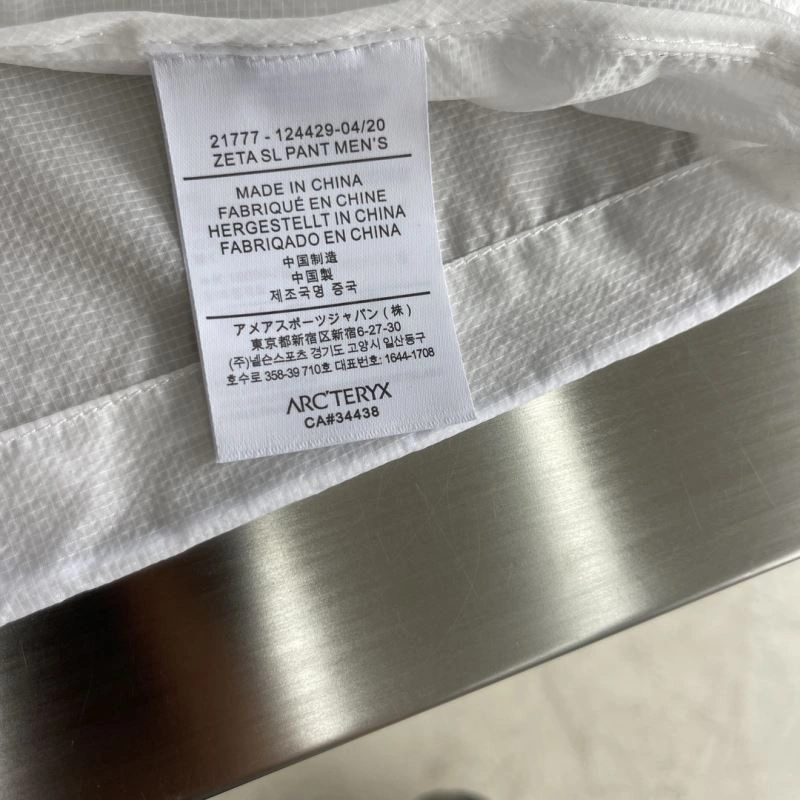 21777 - 124429-04/20
ZETA SL PANT MEN'S
MADE IN CHINA
FABRIQUÉ EN CHINE
HERGESTELLT IN CHINA
FABRIQADO EN CHINA
中国制造
中国製
제조국명 중국
アメアスポーツジャパン(株)
東京都新宿区新宿6-27-30
(주)넬슨스포츠 경기도 고양시 일산동구
호수로 358-39 710호 대표번호: 1644-1708
ARC'TERYX
CA#34438